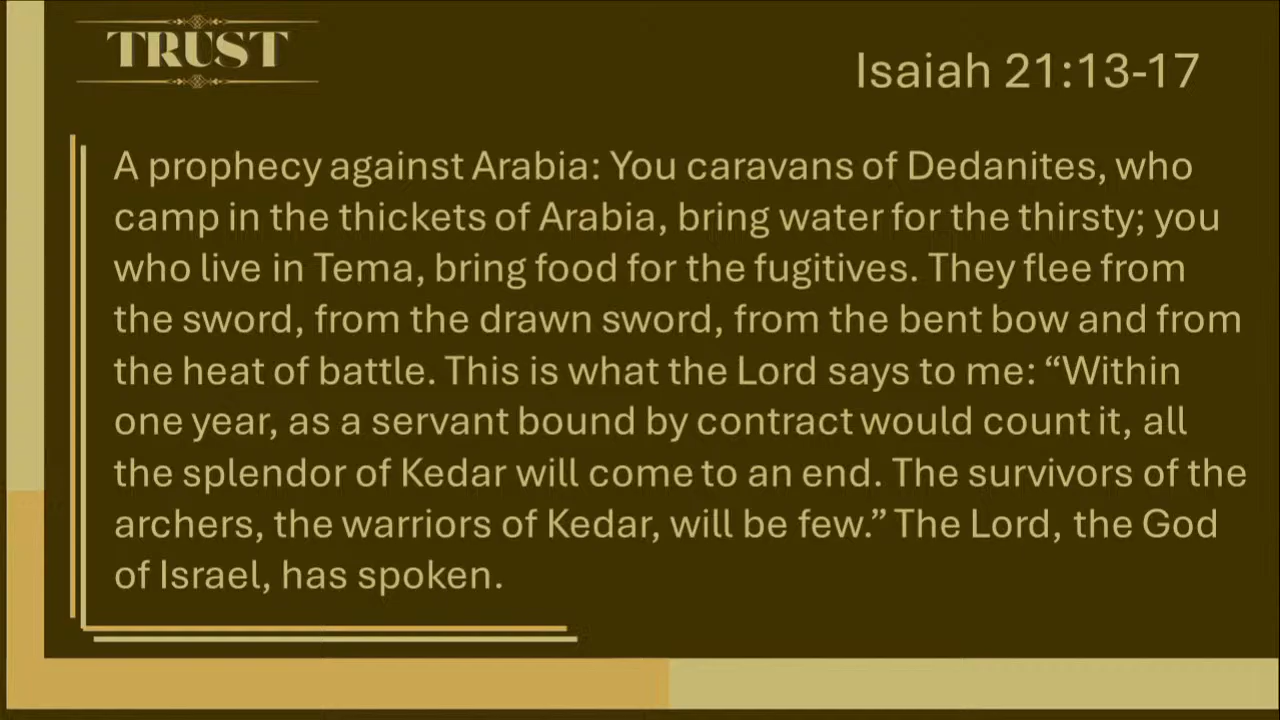 TRUST
Isaiah 21:13-17
A prophecy against Arabia: You caravans of Dedanites, who
camp in the thickets of Arabia, bring water for the thirsty; you
who live in Tema, bring food for the fugitives. They flee from
the sword, from the drawn sword, from the bent bow and from
the heat of battle. This is what the Lord says to me: “Within
one year, as a servant bound by contract would count it, all
the splendor of Kedar will come to an end. The survivors of the
archers, the warriors of Kedar, will be few.” The Lord, the God
of Israel, has spoken.